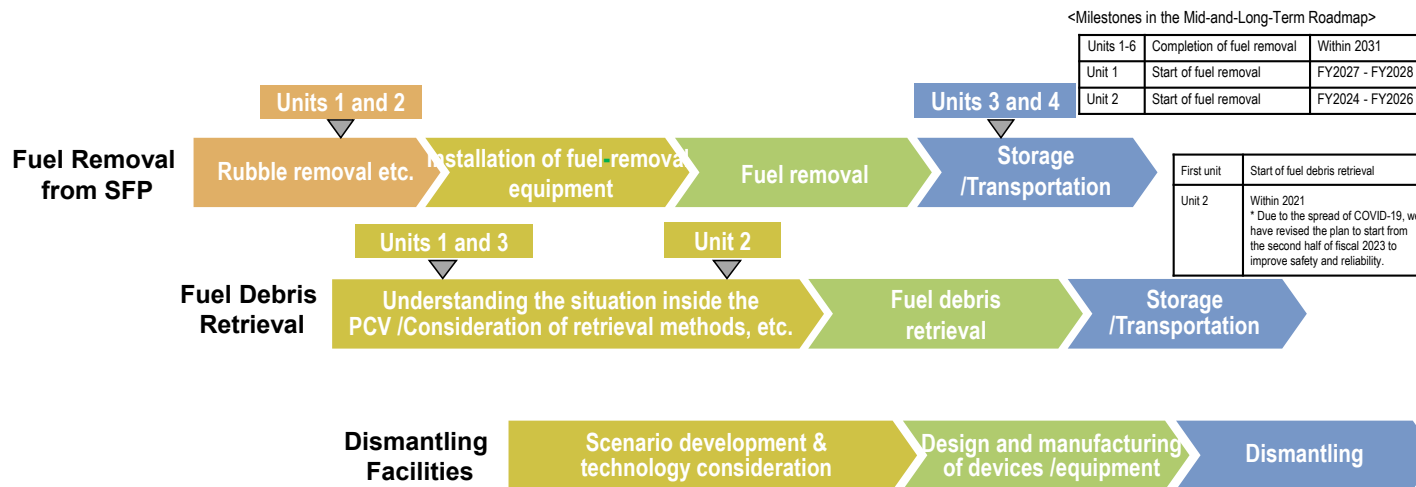 <Milestones in the Mid-and-Long-Term Roadmap>
Units 1-6 Completion of fuel removal Within 2031
Unit 1 Start of fuel removal FY2027 - FY2028
Unit 2 Start of fuel removal FY2024 - FY2026
Units 1 and 2
Units 3 and 4
Fuel Removal
from SFP
Rubble removal etc.
Installation of fuel-removal
equipment
Fuel removal
Storage
/Transportation
First unit Start of fuel debris retrieval
Unit 2 Within 2021
* Due to the spread of COVID-19, we
have revised the plan to start from
the second half of fiscal 2023 to
improve safety and reliability.
Units 1 and 3
Unit 2
Fuel Debris
Retrieval
Understanding the situation inside the
PCV /Consideration of retrieval methods, etc.
Fuel debris
retrieval
Storage
/Transportation
Dismantling
Facilities
Scenario development &
technology consideration
Design and manufacturing
of devices /equipment
Dismantling